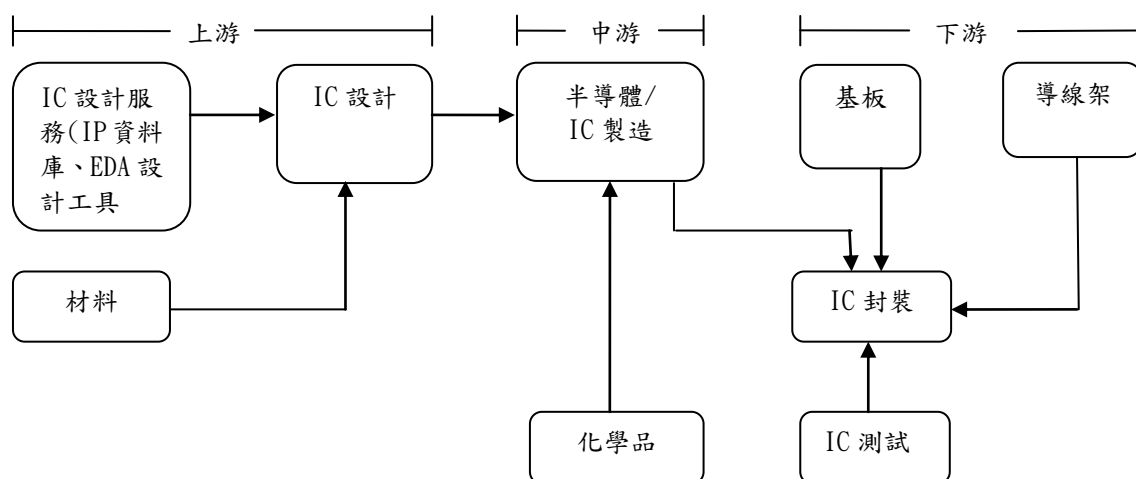 上游
中游
下游
IC 設計服
務(IP 資料
庫、EDA 設
計工具
IC 設計
半導體/
IC 製造
基板
導線架
材料
IC 封裝
化學品
IC 測試